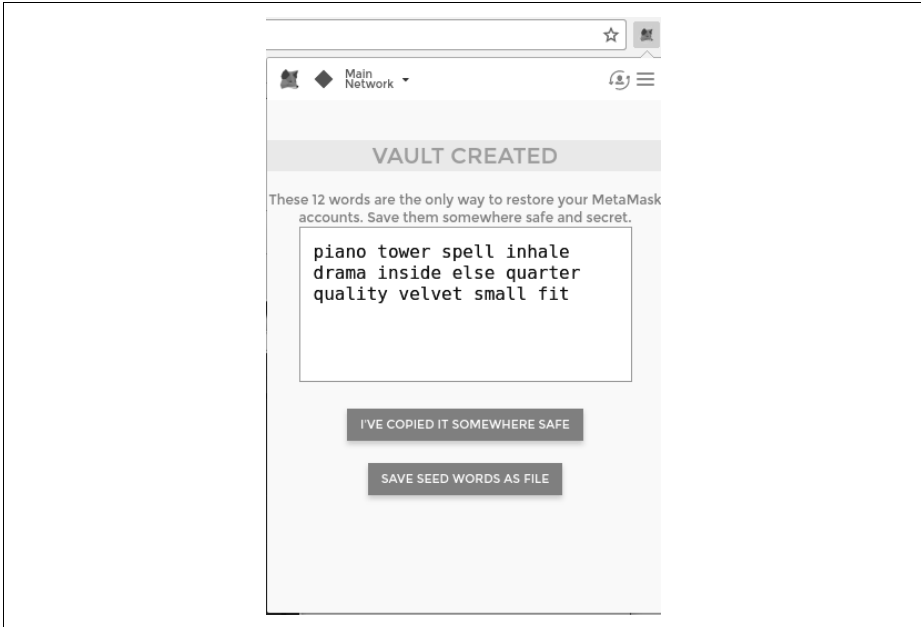 Main
Network
VAULT CREATED
These 12 words are the only way to restore your MetaMask
accounts. Save them somewhere safe and secret.
piano tower spell inhale
drama inside else quarter
quality velvet small fit
I'VE COPIED IT SOMEWHERE SAFE
SAVE SEED WORDS AS FILE